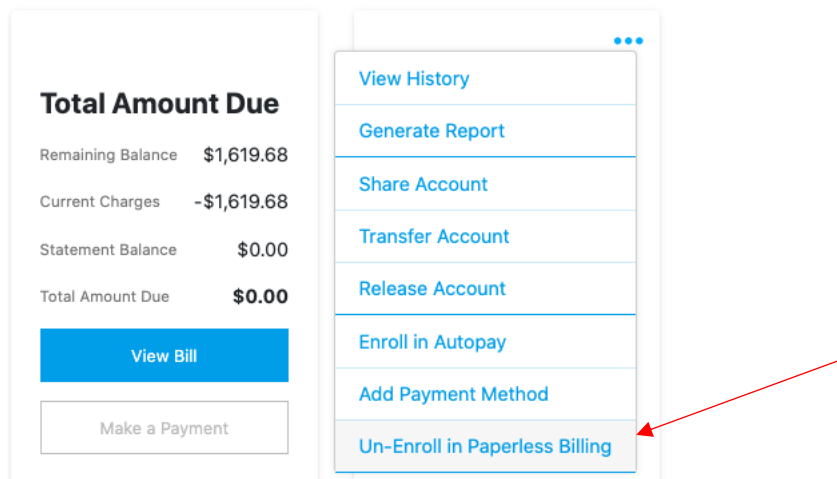 Total Amount Due
Remaining Balance $1,619.68
Current Charges -$1,619.68
Statement Balance $0.00
Total Amount Due $0.00
View Bill
Make a Payment
View History
Generate Report
Share Account
Transfer Account
Release Account
Enroll in Autopay
Add Payment Method
Un-Enroll in Paperless Billing